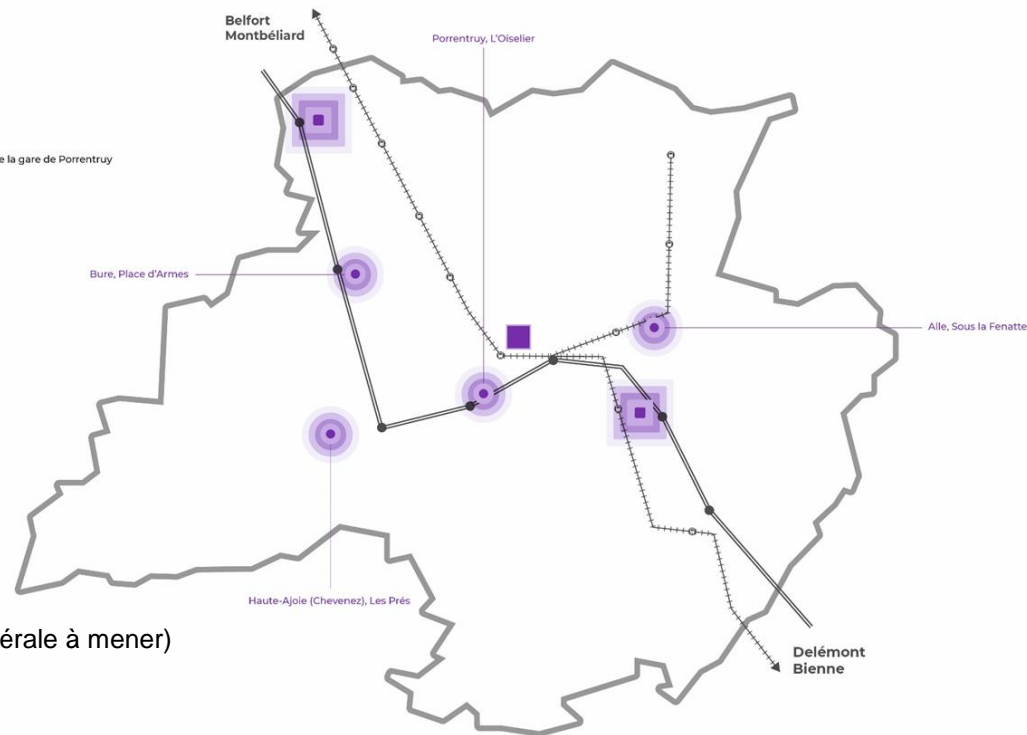 Belfort
Montbéliard
Porrentruy, L'Oiselier
e la gare de Porrentruy
Bure, Place d'Armes
Alle, Sous la Fenatte
Haute-Ajoie (Chevenez), Les Prés
érale à mener)
Delémont
Bienne